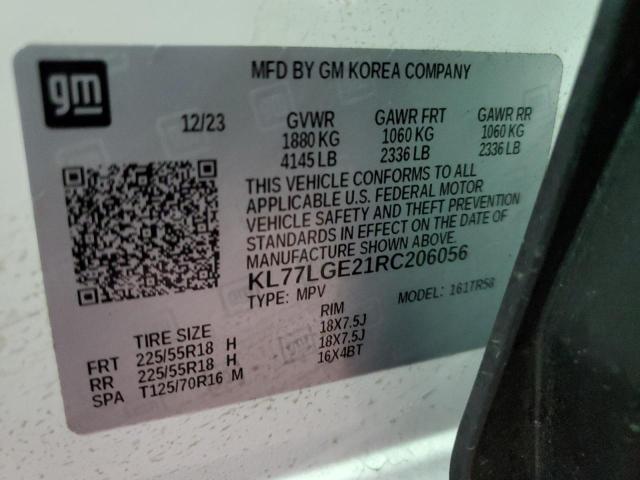 gm
MFD BY GM KOREA COMPANY
12/23 GVWR GAWR FRT GAWR RR
1880 KG 1060 KG 1060 KG
4145 LB 2336 LB 2336 LB
THIS VEHICLE CONFORMS TO ALL
APPLICABLE U.S. FEDERAL MOTOR
VEHICLE SAFETY AND THEFT PREVENTION
STANDARDS IN EFFECT ON THE DATE OF
MANUFACTURE SHOWN ABOVE.
KL77LGE21RC206056
TYPE: MPV MODEL: 161TR58
TIRE SIZE RIM
FRT 225/55R18 H 18X7.5J
RR 225/55R18 H 18X7.5J
SPA T125/70R16 M 16X4BT